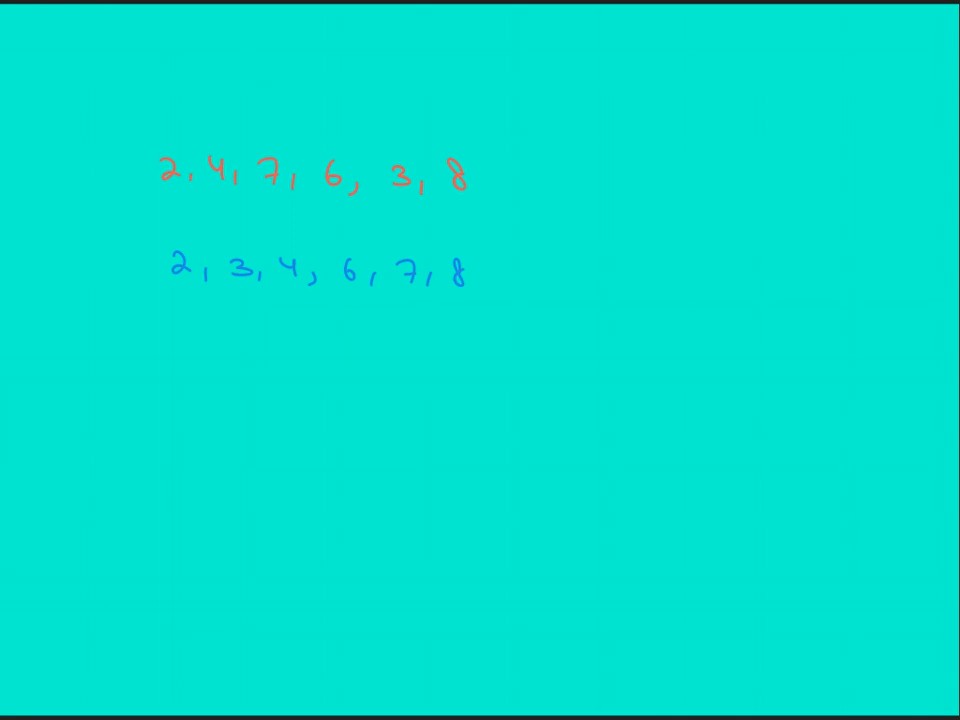 2, 4, 7, 6, 3, 8
2, 3, 4, 6, 7, 8